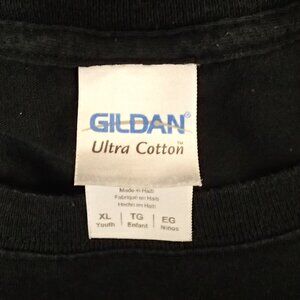 GILDAN®
Ultra Cotton™
Made in Haiti
Fabriqué en Haïti
Hecho en Haití
XL | TG | EG
Youth | Enfant | Niños